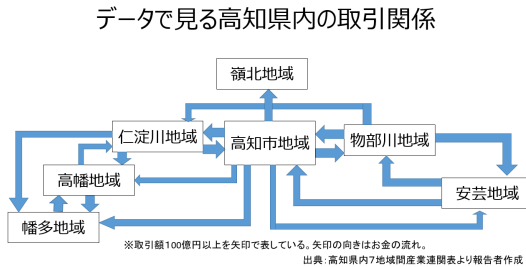 データで見る高知県内の取引関係
嶺北地域
仁淀川地域
高知市地域
物部川地域
高幡地域
安芸地域
幡多地域
※取引額100億円以上を矢印で表している。矢印の向きはお金の流れ。
出典：高知県内7地域間産業連関表より報告者作成